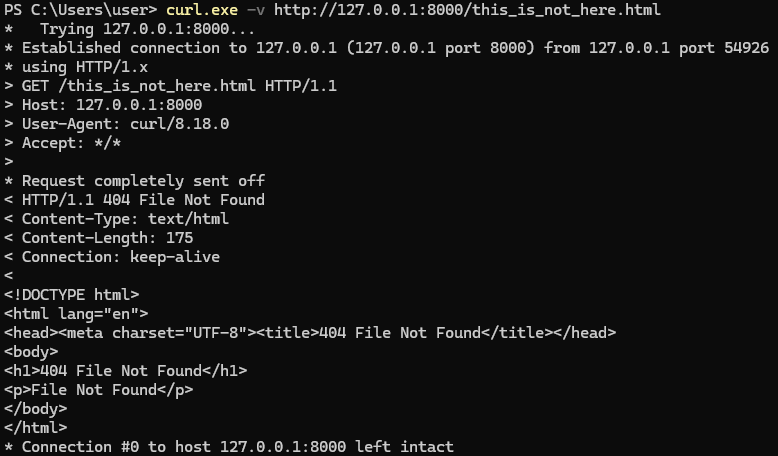 PS C:\Users\user> curl.exe -v http://127.0.0.1:8000/this_is_not_here.html
*   Trying 127.0.0.1:8000...
* Established connection to 127.0.0.1 (127.0.0.1 port 8000) from 127.0.0.1 port 54926
* using HTTP/1.x
> GET /this_is_not_here.html HTTP/1.1
> Host: 127.0.0.1:8000
> User-Agent: curl/8.18.0
> Accept: */*
>
* Request completely sent off
< HTTP/1.1 404 File Not Found
< Content-Type: text/html
< Content-Length: 175
< Connection: keep-alive
<
<!DOCTYPE html>
<html lang="en">
<head><meta charset="UTF-8"><title>404 File Not Found</title></head>
<body>
<h1>404 File Not Found</h1>
<p>File Not Found</p>
</body>
</html>
* Connection #0 to host 127.0.0.1:8000 left intact